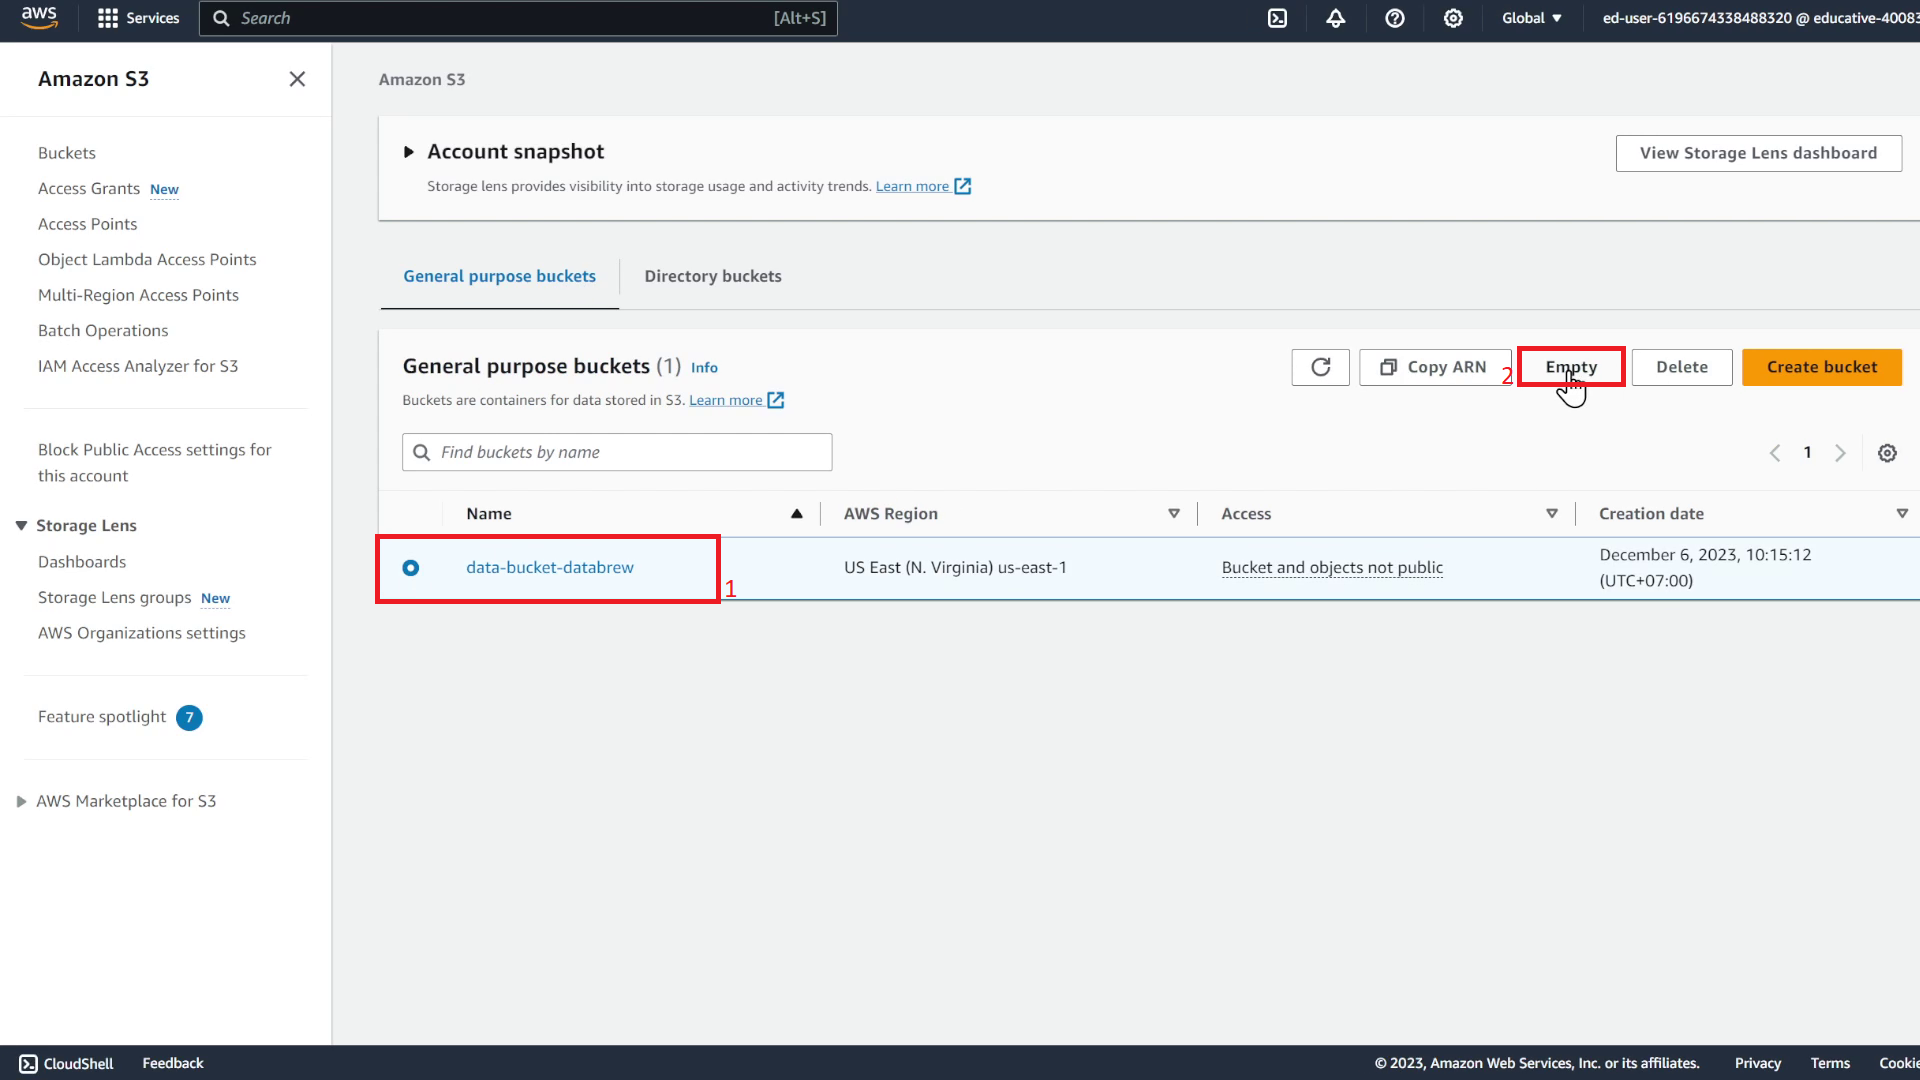 aws
Services
Search
[Alt+S]
Global
ed-user-6196674338488320 @ educative-40083
Amazon S3
Buckets
Access Grants New
Access Points
Object Lambda Access Points
Multi-Region Access Points
Batch Operations
IAM Access Analyzer for S3
Block Public Access settings for
this account
Storage Lens
Dashboards
Storage Lens groups New
AWS Organizations settings
Feature spotlight 7
AWS Marketplace for S3
Amazon S3
Account snapshot
View Storage Lens dashboard
Storage lens provides visibility into storage usage and activity trends. Learn more
General purpose buckets
Directory buckets
General purpose buckets (1) Info
Copy ARN
2
Empty
Delete
Create bucket
Buckets are containers for data stored in S3. Learn more
Find buckets by name
1
Name
AWS Region
Access
Creation date
data-bucket-databrew
1
US East (N. Virginia) us-east-1
Bucket and objects not public
December 6, 2023, 10:15:12
(UTC+07:00)
CloudShell
Feedback
© 2023, Amazon Web Services, Inc. or its affiliates.
Privacy
Terms
Cookie